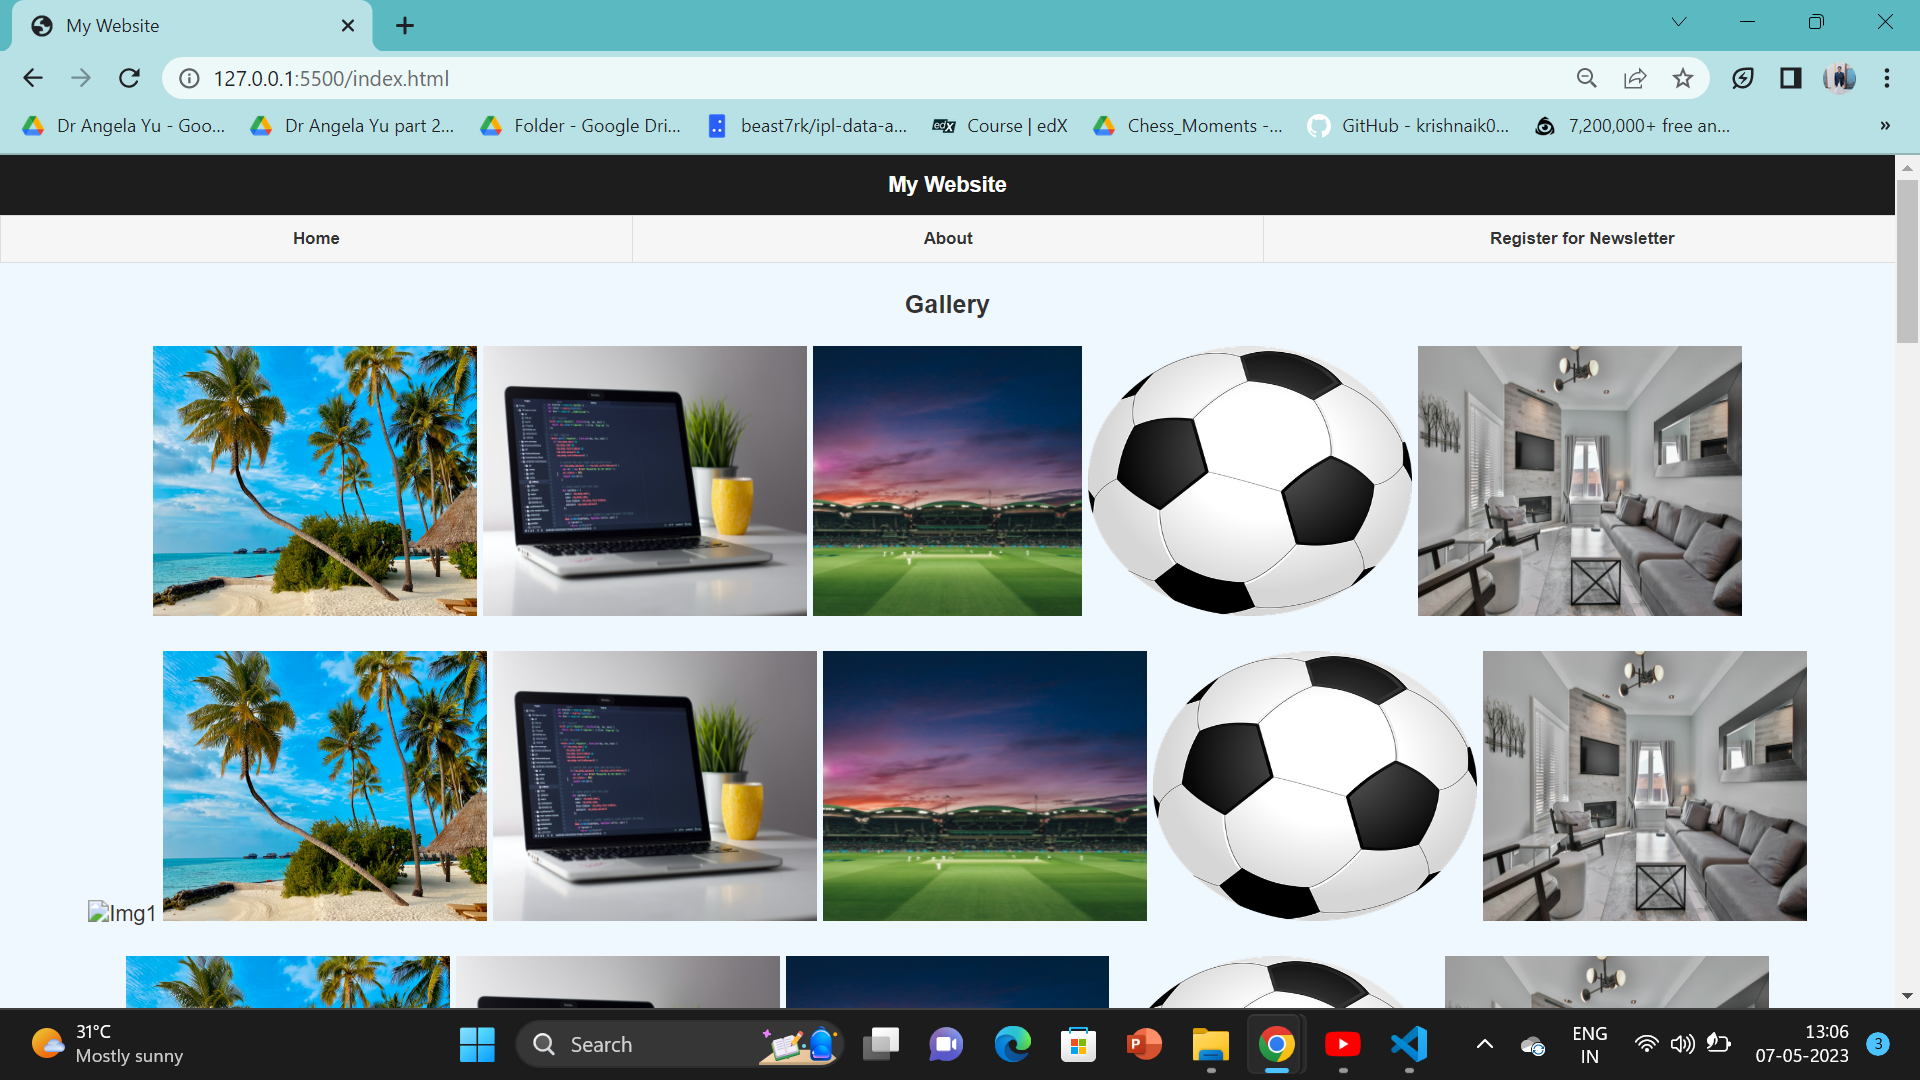 My Website
127.0.0.1:5500/index.html
Dr Angela Yu - Goo...
Dr Angela Yu part 2...
Folder - Google Dri...
beast7rk/ipl-data-a...
edX
Course | edX
Chess_Moments -...
GitHub - krishnaik0...
7,200,000+ free an...
»
My Website
Home
About
Register for Newsletter
Gallery
Img1
31°C
Mostly sunny
Search
P
ENG
IN
13:06
07-05-2023
3